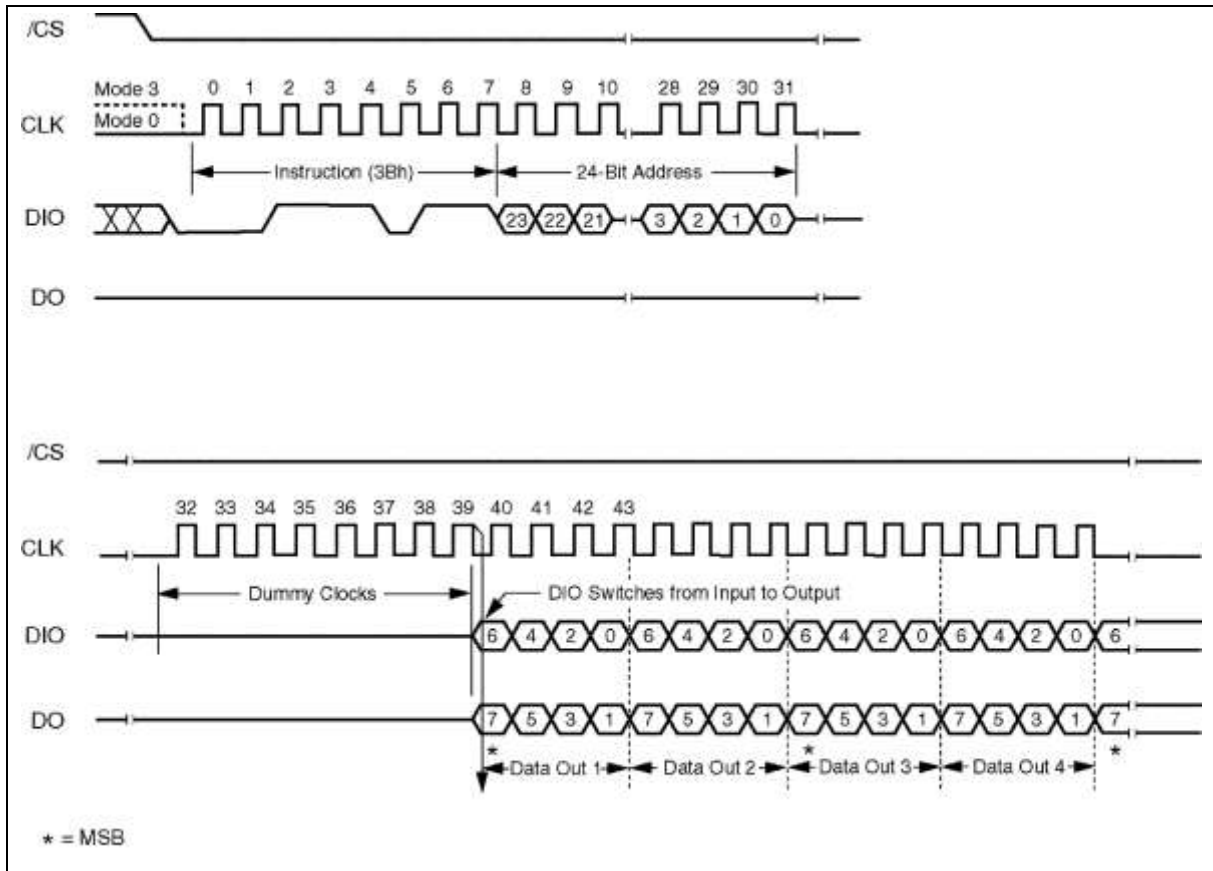 /CS
Mode 3 0 1 2 3 4 5 6 7 8 9 10 28 29 30 31
CLK Mode 0
Instruction (3Bh) 24-Bit Address
DIO 23 22 21 3 2 1 0
DO
/CS
32 33 34 35 36 37 38 39 40 41 42 43
CLK
Dummy Clocks DIO Switches from Input to Output
DIO 6 4 2 0 6 4 2 0 6 4 2 0 6 4 2 0 6
DO 7 5 3 1 7 5 3 1 7 5 3 1 7 5 3 1 7
* * *
Data Out 1 Data Out 2 Data Out 3 Data Out 4
* = MSB